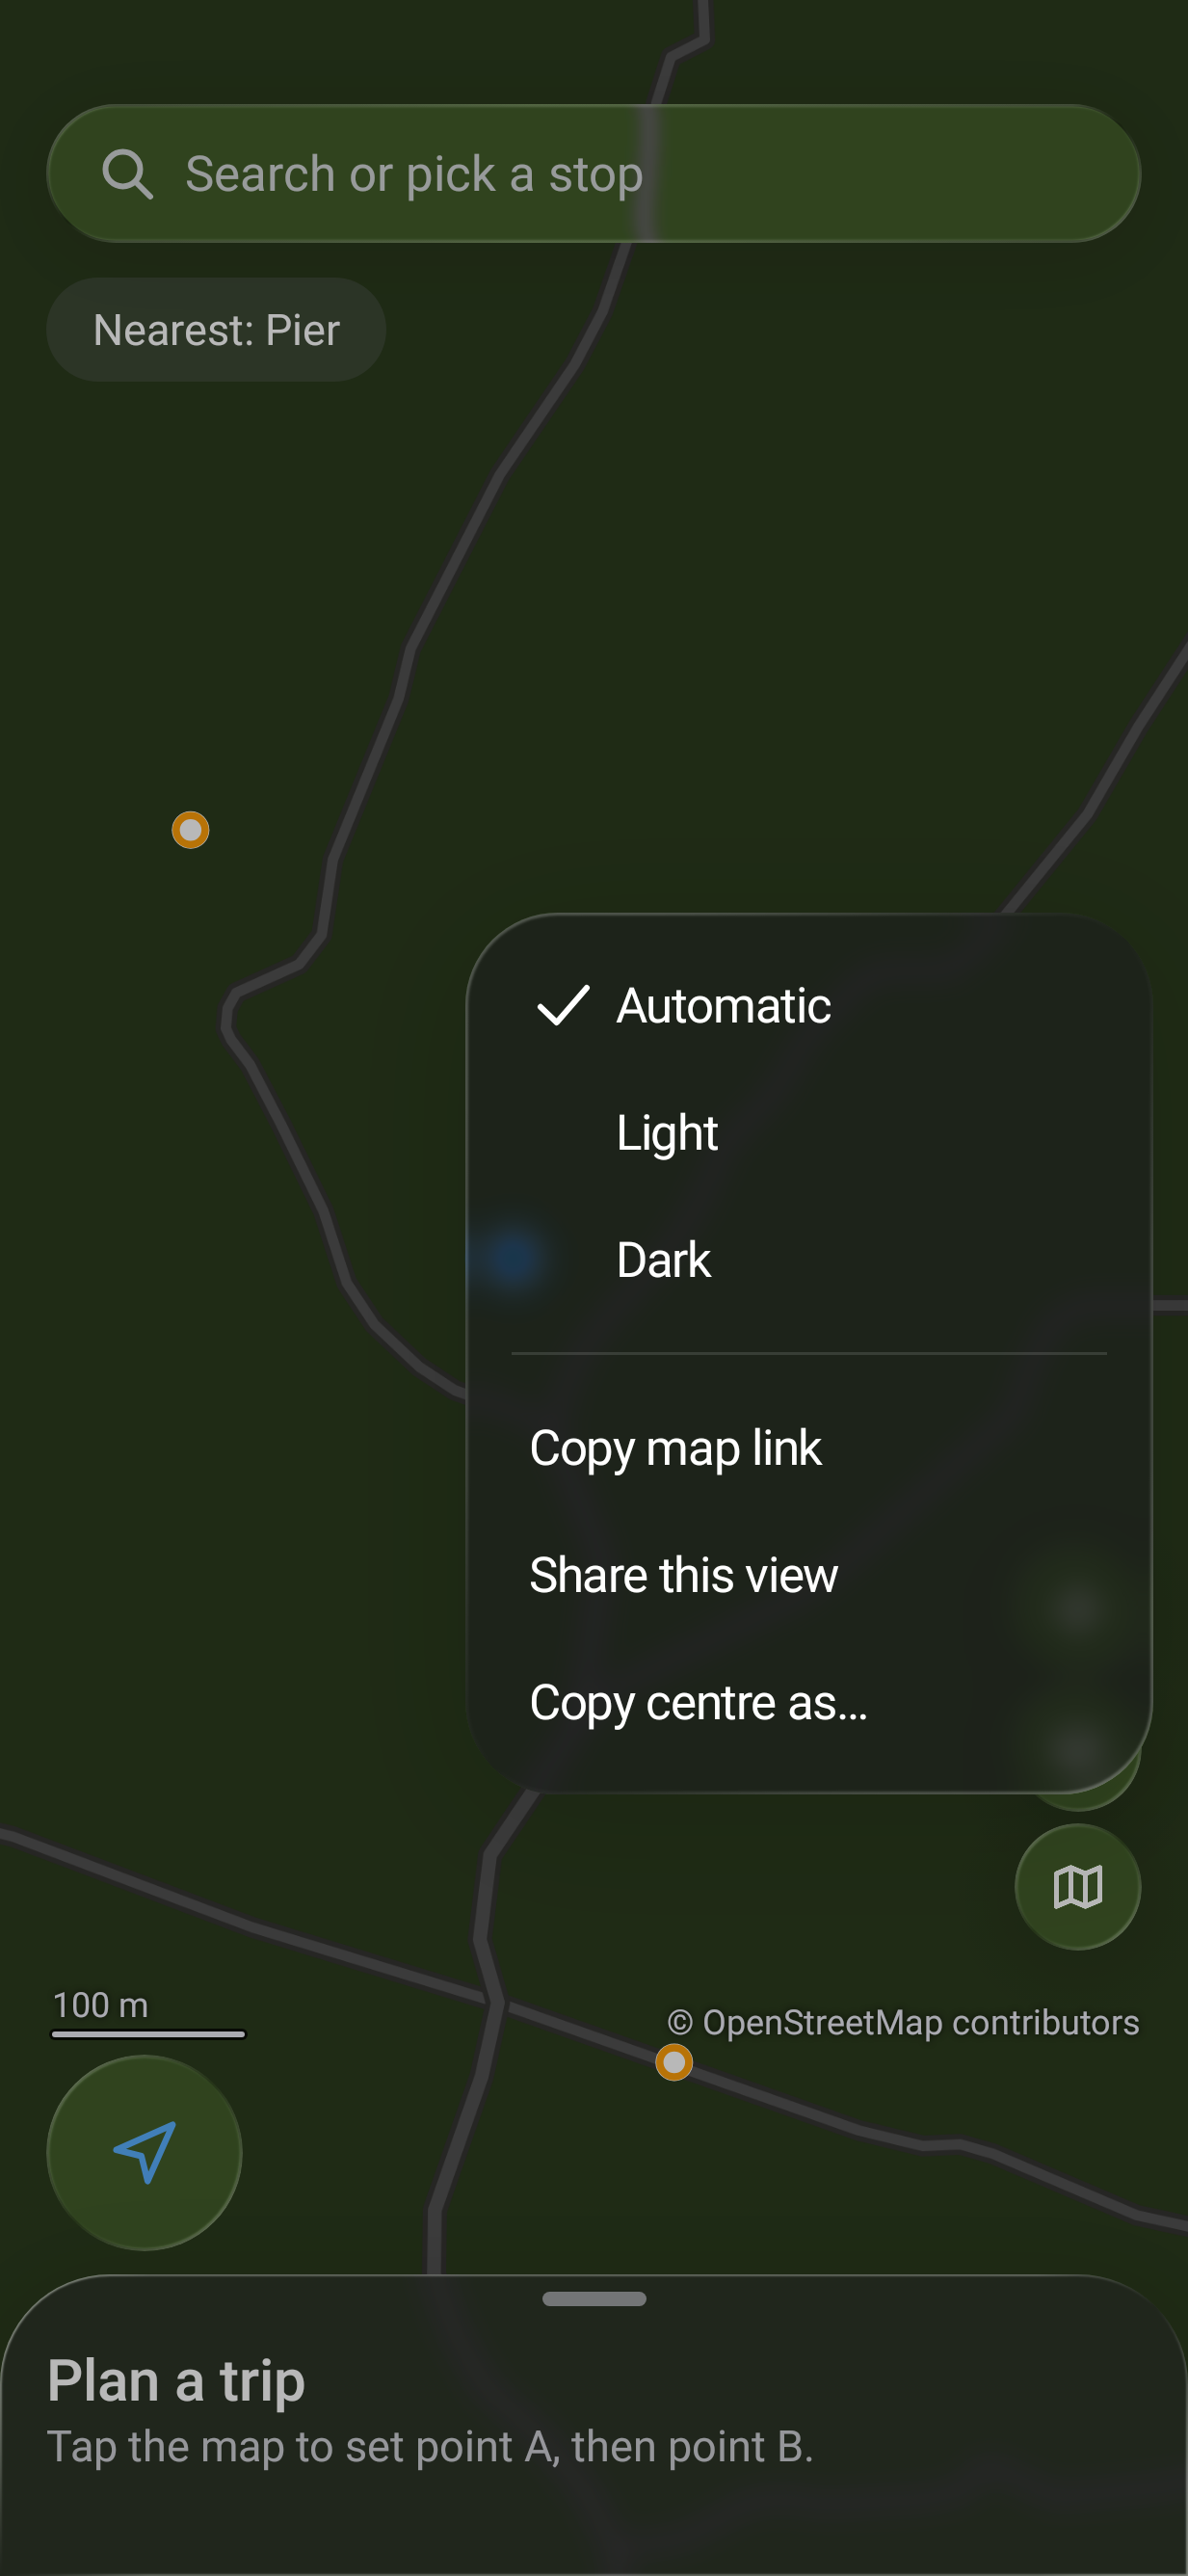 Search or pick a stop
Nearest: Pier
Automatic
Light
Dark
Copy map link
Share this view
Copy centre as...
100 m
© OpenStreetMap contributors
Plan a trip
Tap the map to set point A, then point B.